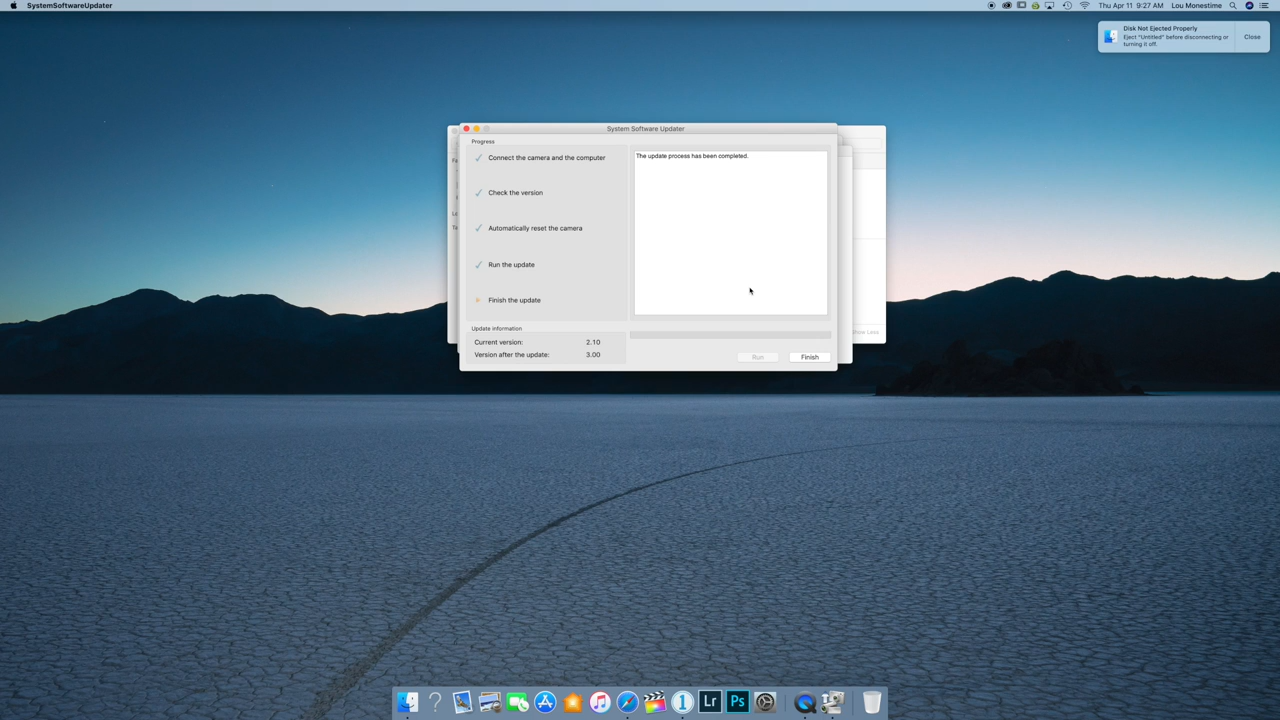 SystemSoftwareUpdater
Thu Apr 11 9:27 AM Lou Monestime
Disk Not Ejected Properly
Eject "Untitled" before disconnecting or
turning it off.
Close
System Software Updater
Progress
Connect the camera and the computer
Check the version
Automatically reset the camera
Run the update
Finish the update
The update process has been completed.
Update information
Current version: 2.10
Version after the update: 3.00
Run
Finish
Show Less
Lr
Ps